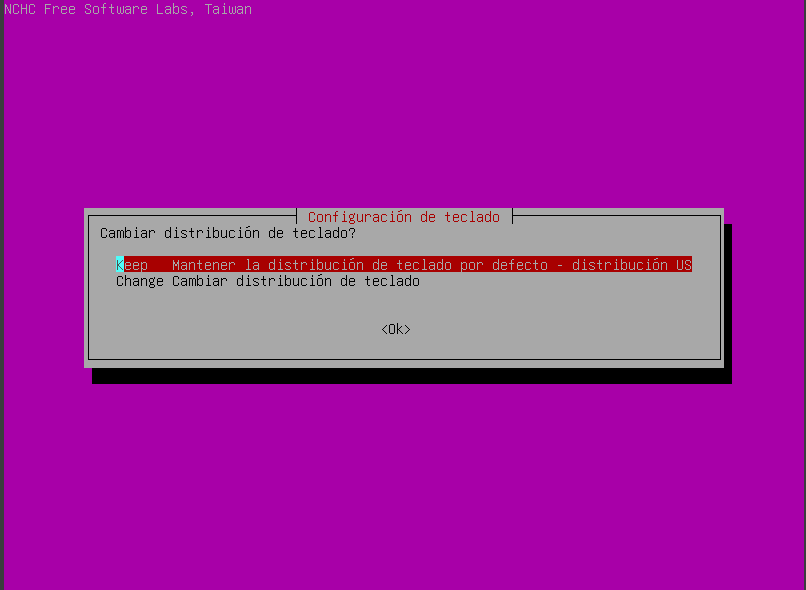 NCHC Free Software Labs, Taiwan
Configuración de teclado
Cambiar distribución de teclado?
Keep Mantener la distribución de teclado por defecto - distribución US
Change Cambiar distribución de teclado
<Ok>